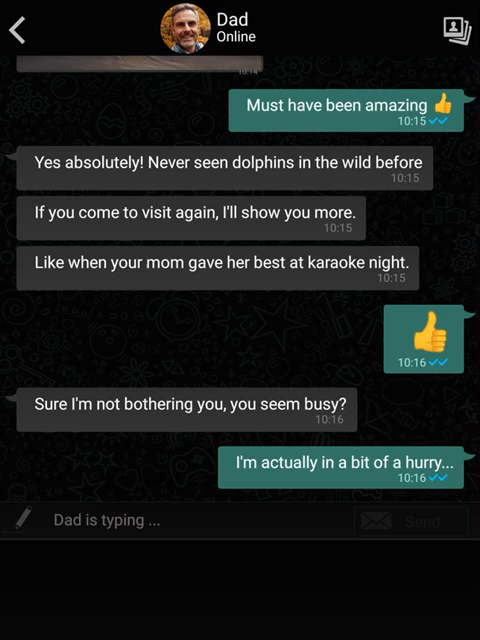 Dad
Online
10:14
Must have been amazing 👍
10:15
Yes absolutely! Never seen dolphins in the wild before
10:15
If you come to visit again, I'll show you more.
10:15
Like when your mom gave her best at karaoke night.
10:15
👍
10:16
Sure I'm not bothering you, you seem busy?
10:16
I'm actually in a bit of a hurry...
10:16
Dad is typing ...
Send